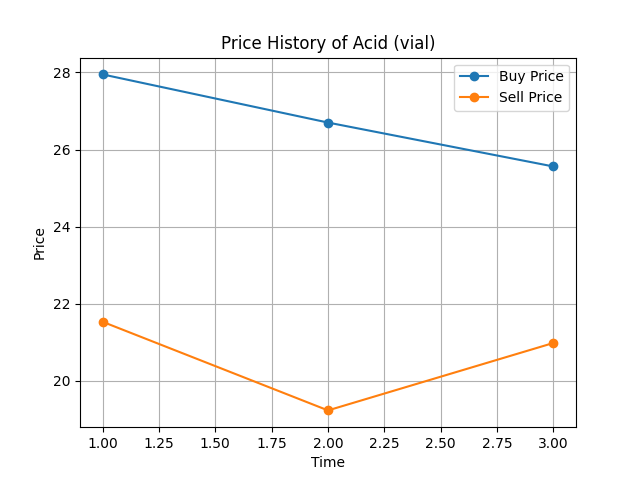 Price History of Acid (vial)
Buy Price
Sell Price
28
26
24
22
20
Price
1.00 1.25 1.50 1.75 2.00 2.25 2.50 2.75 3.00
Time